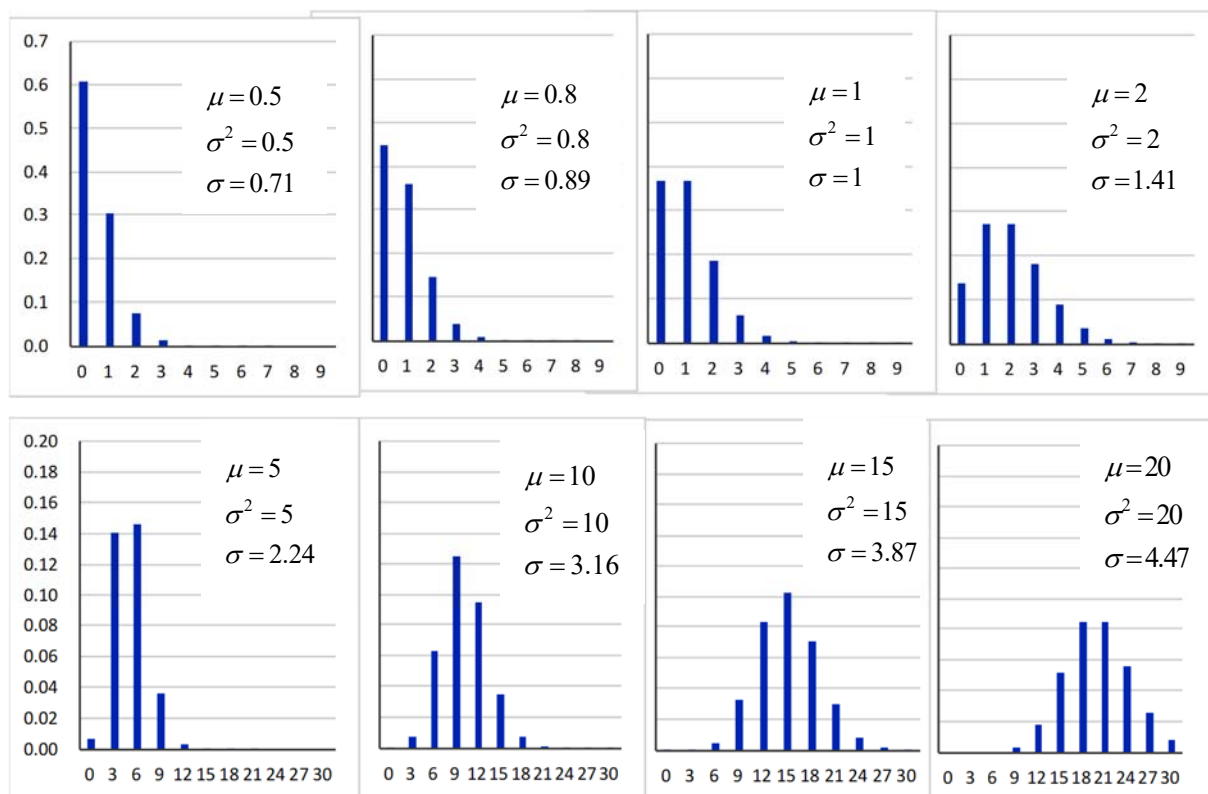 0.7
0.6
0.5
0.4
0.3
0.2
0.1
0.0
μ = 0.5
σ² = 0.5
σ = 0.71
0 1 2 3 4 5 6 7 8 9
μ = 0.8
σ² = 0.8
σ = 0.89
0 1 2 3 4 5 6 7 8 9
μ = 1
σ² = 1
σ = 1
0 1 2 3 4 5 6 7 8 9
μ = 2
σ² = 2
σ = 1.41
0 1 2 3 4 5 6 7 8 9
0.20
0.18
0.16
0.14
0.12
0.10
0.08
0.06
0.04
0.02
0.00
μ = 5
σ² = 5
σ = 2.24
0 3 6 9 12 15 18 21 24 27 30
μ = 10
σ² = 10
σ = 3.16
0 3 6 9 12 15 18 21 24 27 30
μ = 15
σ² = 15
σ = 3.87
0 3 6 9 12 15 18 21 24 27 30
μ = 20
σ² = 20
σ = 4.47
0 3 6 9 12 15 18 21 24 27 30